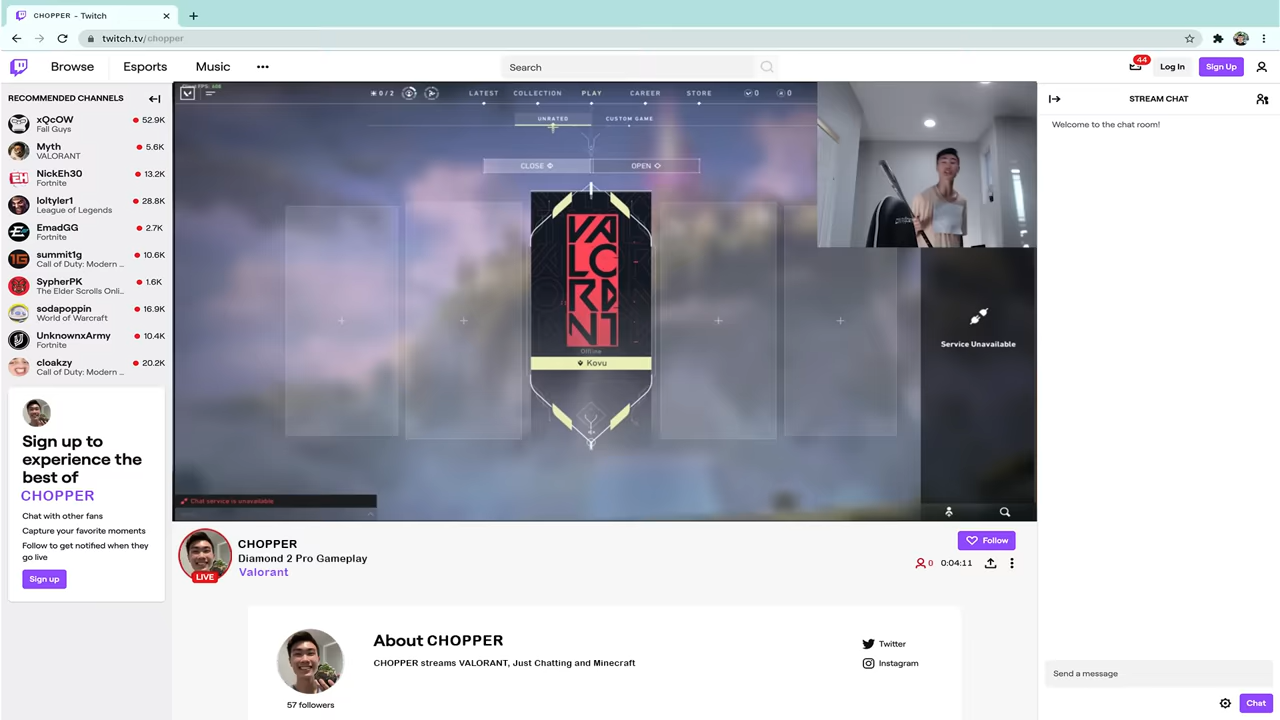 CHOPPER - Twitch
twitch.tv/chopper
Browse
Esports
Music
Search
44
Log In
Sign Up
RECOMMENDED CHANNELS
xQcOW
52.9K
Fall Guys
Myth
5.6K
VALORANT
NickEh30
13.2K
Fortnite
loltyler1
28.8K
League of Legends
EmadGG
2.7K
Fortnite
summit1g
10.6K
Call of Duty: Modern ...
SypherPK
1.6K
The Elder Scrolls Onli...
sodapoppin
16.9K
World of Warcraft
UnknownxArmy
10.4K
Fortnite
cloakzy
20.2K
Call of Duty: Modern ...
Sign up to
experience the
best of
CHOPPER
Chat with other fans
Capture your favorite moments
Follow to get notified when they
go live
Sign up
0 / 2
LATEST
COLLECTION
PLAY
CAREER
STORE
0
0
UNRATED
CUSTOM GAME
CLOSE
OPEN
VALORANT
Offline
Kovu
Service Unavailable
Chat service is unavailable
CHOPPER
Diamond 2 Pro Gameplay
Valorant
LIVE
Follow
0
0:04:11
About CHOPPER
CHOPPER streams VALORANT, Just Chatting and Minecraft
57 followers
Twitter
Instagram
STREAM CHAT
Welcome to the chat room!
Send a message
Chat